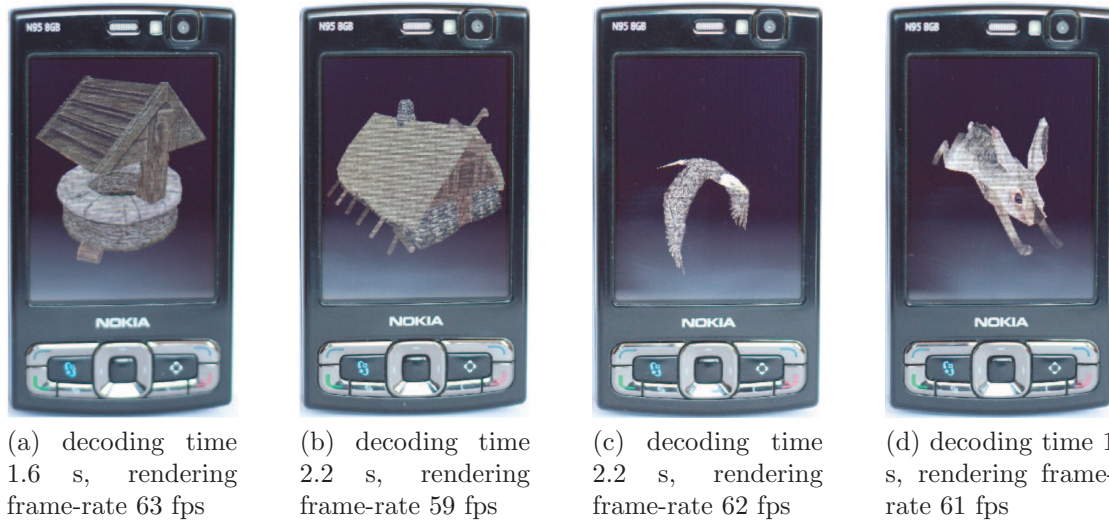 N95 8GB
NOKIA
N95 8GB
NOKIA
N95 8GB
NOKIA
N95 8GB
NOKIA
(a) decoding time
1.6 s, rendering
frame-rate 63 fps
(b) decoding time
2.2 s, rendering
frame-rate 59 fps
(c) decoding time
2.2 s, rendering
frame-rate 62 fps
(d) decoding time
s, rendering frame-
rate 61 fps